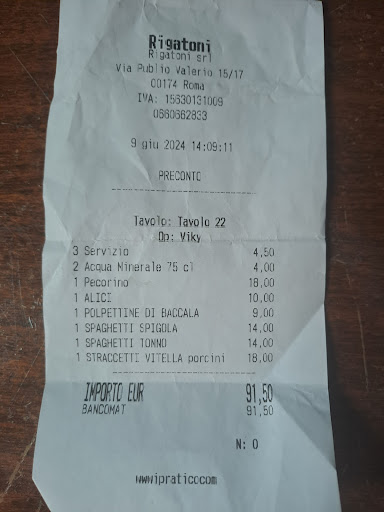 Rigatoni
Rigatoni srl
Via Publio Valerio 15/17
00174 Roma
IVA: 15630131009
0660662833
9 giu 2024 14:09:11
PRECONTO
Tavolo: Tavolo 22
Op: Viky
3 Servizio 4,50
2 Acqua Minerale 75 cl 4,00
1 Pecorino 18,00
1 ALICI 10,00
1 POLPETTINE DI BACCALA 9,00
1 SPAGHETTI SPIGOLA 14,00
1 SPAGHETTI TONNO 14,00
1 STRACCETTI VITELLA porcini 18,00
IMPORTO EUR 91,50
BANCOMAT 91,50
N: 0
www.ipraticc.com